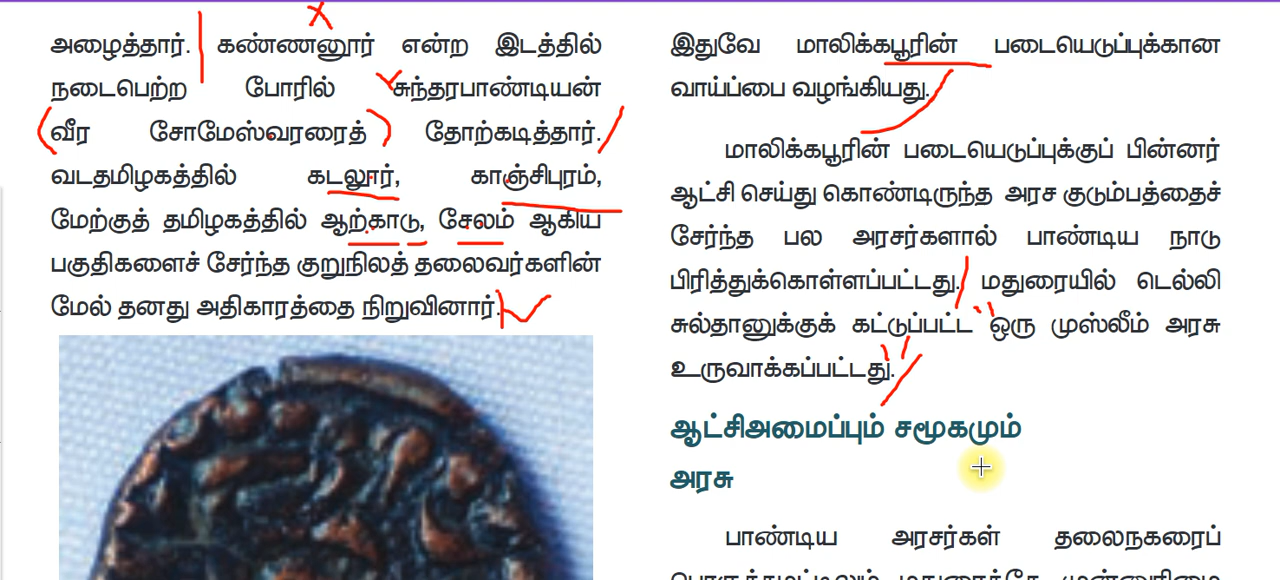 அழைத்தார். கண்ணனூர் என்ற இடத்தில்
நடைபெற்ற போரில் சுந்தரபாண்டியன்
வீர சோமேஸ்வரரைத் தோற்கடித்தார்.
வடதமிழகத்தில் கடலூர், காஞ்சிபுரம்,
மேற்குத் தமிழகத்தில் ஆற்காடு, சேலம் ஆகிய
பகுதிகளைச் சேர்ந்த குறுநிலத் தலைவர்களின்
மேல் தனது அதிகாரத்தை நிறுவினார்.
இதுவே மாலிக்கபூரின் படையெடுப்புக்கான
வாய்ப்பை வழங்கியது.
மாலிக்கபூரின் படையெடுப்புக்குப் பின்னர்
ஆட்சி செய்து கொண்டிருந்த அரச குடும்பத்தைச்
சேர்ந்த பல அரசர்களால் பாண்டிய நாடு
பிரித்துக்கொள்ளப்பட்டது. மதுரையில் டெல்லி
சுல்தானுக்குக் கட்டுப்பட்ட ஒரு முஸ்லீம் அரசு
உருவாக்கப்பட்டது.
ஆட்சிஅமைப்பும் சமூகமும்
அரசு
பாண்டிய அரசர்கள் தலைநகரைப்
பொருத்தமட்டிலும் மதுரைக்கே முன்னுரிமை